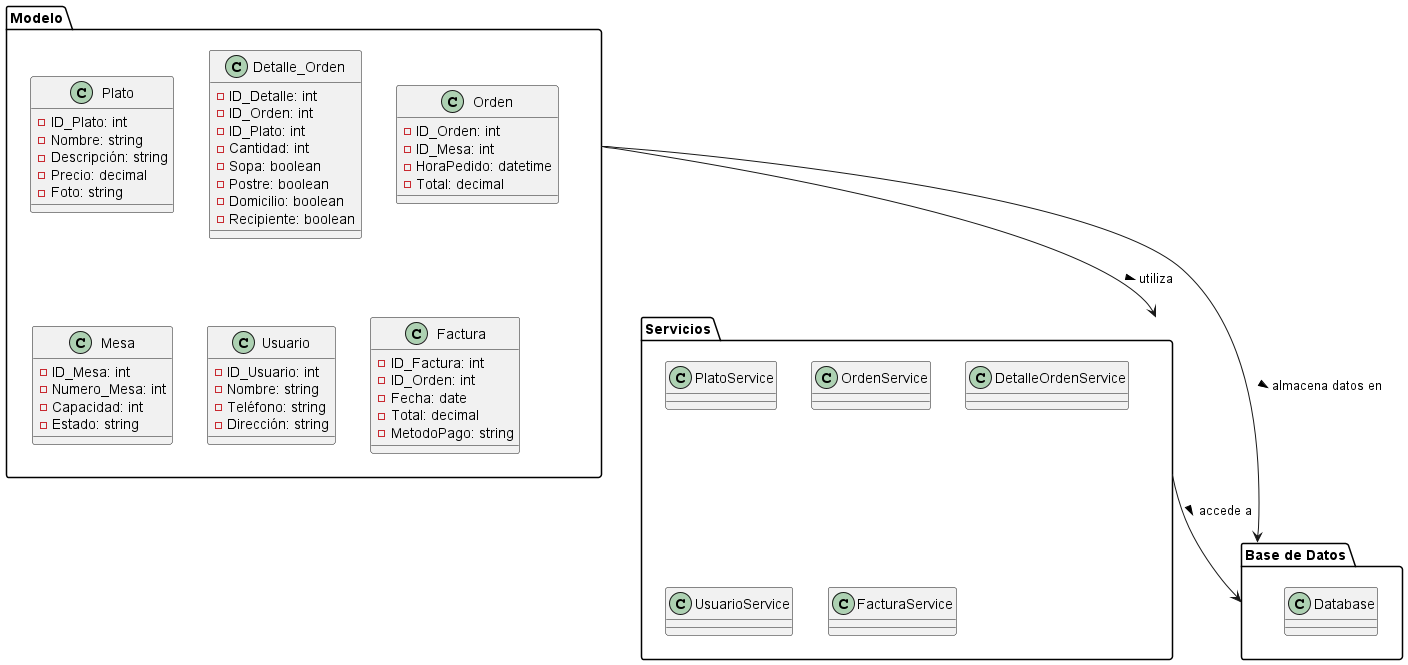 Modelo
C Plato
ID_Plato: int
Nombre: string
Descripción: string
Precio: decimal
Foto: string
C Detalle_Orden
ID_Detalle: int
ID_Orden: int
ID_Plato: int
Cantidad: int
Sopa: boolean
Postre: boolean
Domicilio: boolean
Recipiente: boolean
C Orden
ID_Orden: int
ID_Mesa: int
HoraPedido: datetime
Total: decimal
C Mesa
ID_Mesa: int
Numero_Mesa: int
Capacidad: int
Estado: string
C Usuario
ID_Usuario: int
Nombre: string
Teléfono: string
Dirección: string
C Factura
ID_Factura: int
ID_Orden: int
Fecha: date
Total: decimal
MetodoPago: string
utiliza
almacena datos en
Servicios
C PlatoService
C OrdenService
C DetalleOrdenService
C UsuarioService
C FacturaService
accede a
Base de Datos
C Database